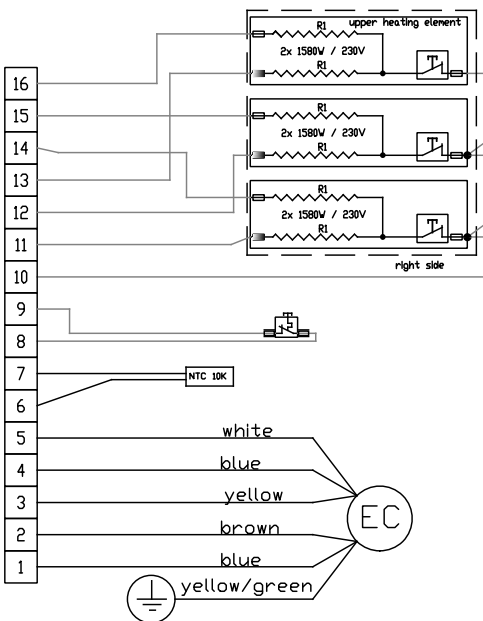 upper heating element
R1
2x 1580W / 230V
R1
R1
2x 1580W / 230V
R1
R1
2x 1580W / 230V
R1
right side
16
15
14
13
12
11
10
9
8
7
NTC 10K
6
5 white
4 blue
3 yellow
EC
2 brown
1 blue
yellow/green